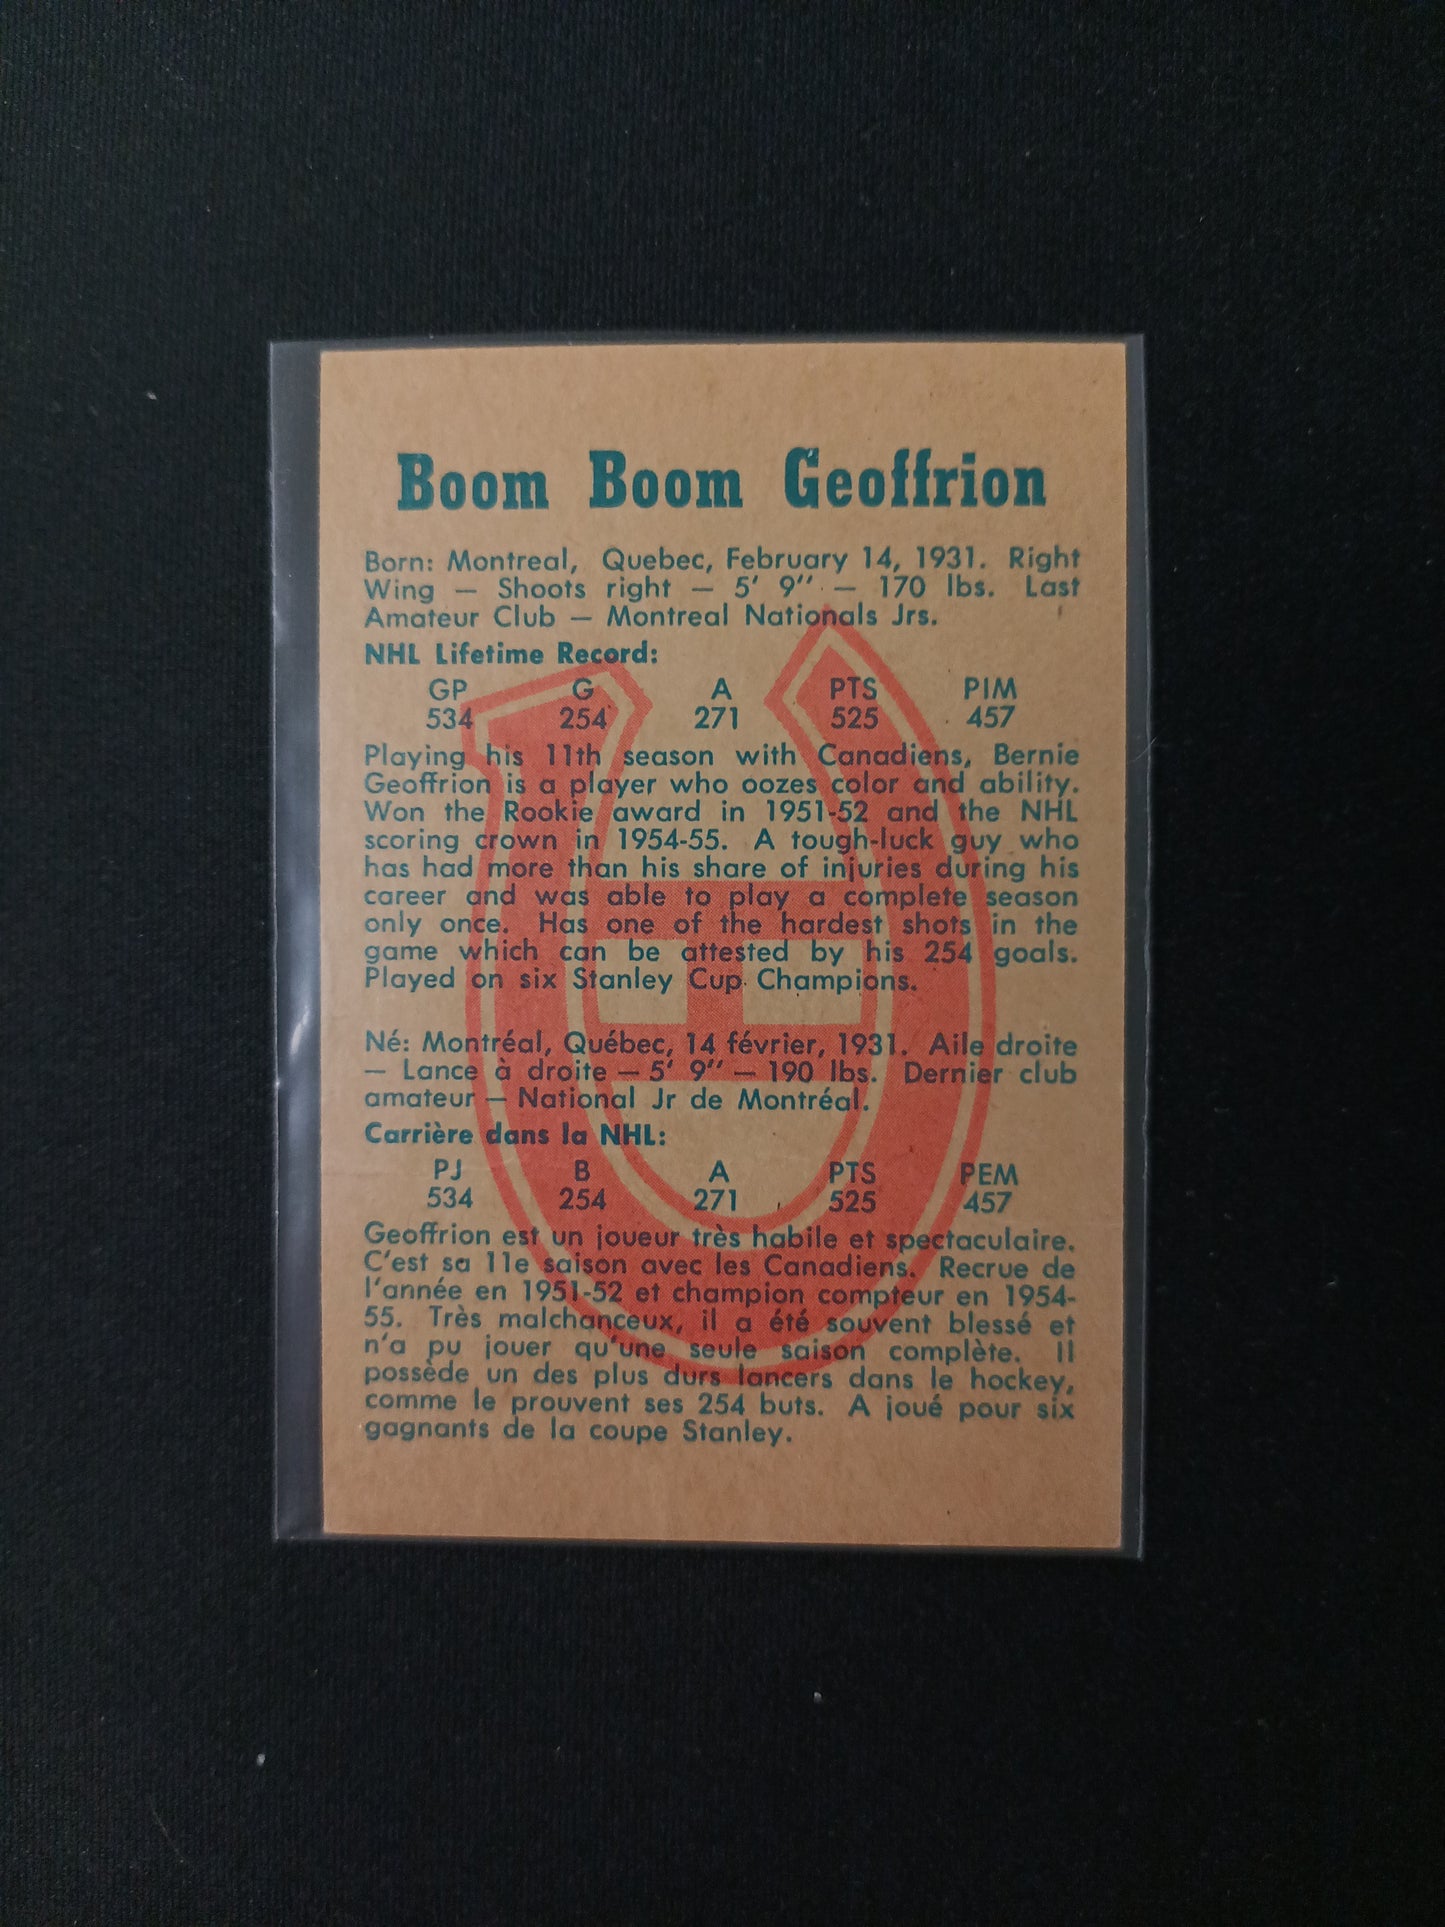 Boom Boom Geoffrion
Born: Montreal, Quebec, February 14, 1931. Right
Wing — Shoots right — 5' 9'' — 170 lbs. Last
Amateur Club — Montreal Nationals Jrs.
NHL Lifetime Record:
GP G A PTS PIM
534 254 271 525 457
Playing his 11th season with Canadiens, Bernie
Geoffrion is a player who oozes color and ability.
Won the Rookie award in 1951-52 and the NHL
scoring crown in 1954-55. A tough-luck guy who
has had more than his share of injuries during his
career and was able to play a complete season
only once. Has one of the hardest shots in the
game which can be attested by his 254 goals.
Played on six Stanley Cup Champions.
Né: Montréal, Québec, 14 février, 1931. Aile droite
— Lance à droite — 5' 9'' — 190 lbs. Dernier club
amateur — National Jr de Montréal.
Carrière dans la NHL:
PJ B A PTS PEM
534 254 271 525 457
Geoffrion est un joueur très habile et spectaculaire.
C'est sa 11e saison avec les Canadiens. Recrue de
l'année en 1951-52 et champion compteur en 1954-
55. Très malchanceux, il a été souvent blessé et
n'a pu jouer qu'une seule saison complète. Il
possède un des plus durs lancers dans le hockey,
comme le prouvent ses 254 buts. A joué pour six
gagnants de la coupe Stanley.